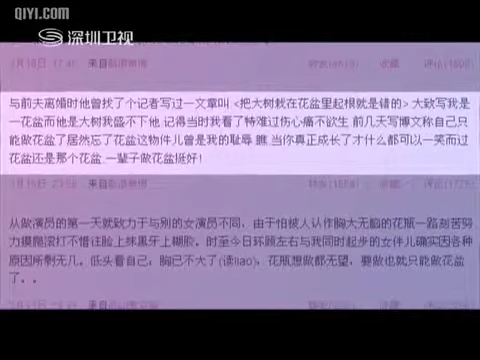 QIYI.COM
深圳卫视
来自
与前夫离婚时他曾找了个记者写过一文章叫 <把大树栽在花盆里起根就是错的> 大致写我是
一花盆而他是大树我盛不下他,记得当时我看了特难过伤心痛不欲生 前几天写博文称自己只
能做花盆了居然忘了花盆这物件儿曾是我的耻辱 瞧 当你真正成长了才什么都可以一笑而过
花盆还是那个花盆 一辈子做花盆挺好!
从做演员的第一天就致力于与别的女演员不同,由于怕被人认作胸大无脑的花瓶一路刻苦努
力摸爬滚打不惜往脸上抹黑牙上糊胶。时至今日环顾左右与我同时起步的女伴儿确实因各种
原因所剩无几。低头看自己:胸已不大了(读liao),花瓶想做都无望,要做也就只能做花盆
了。。
来自